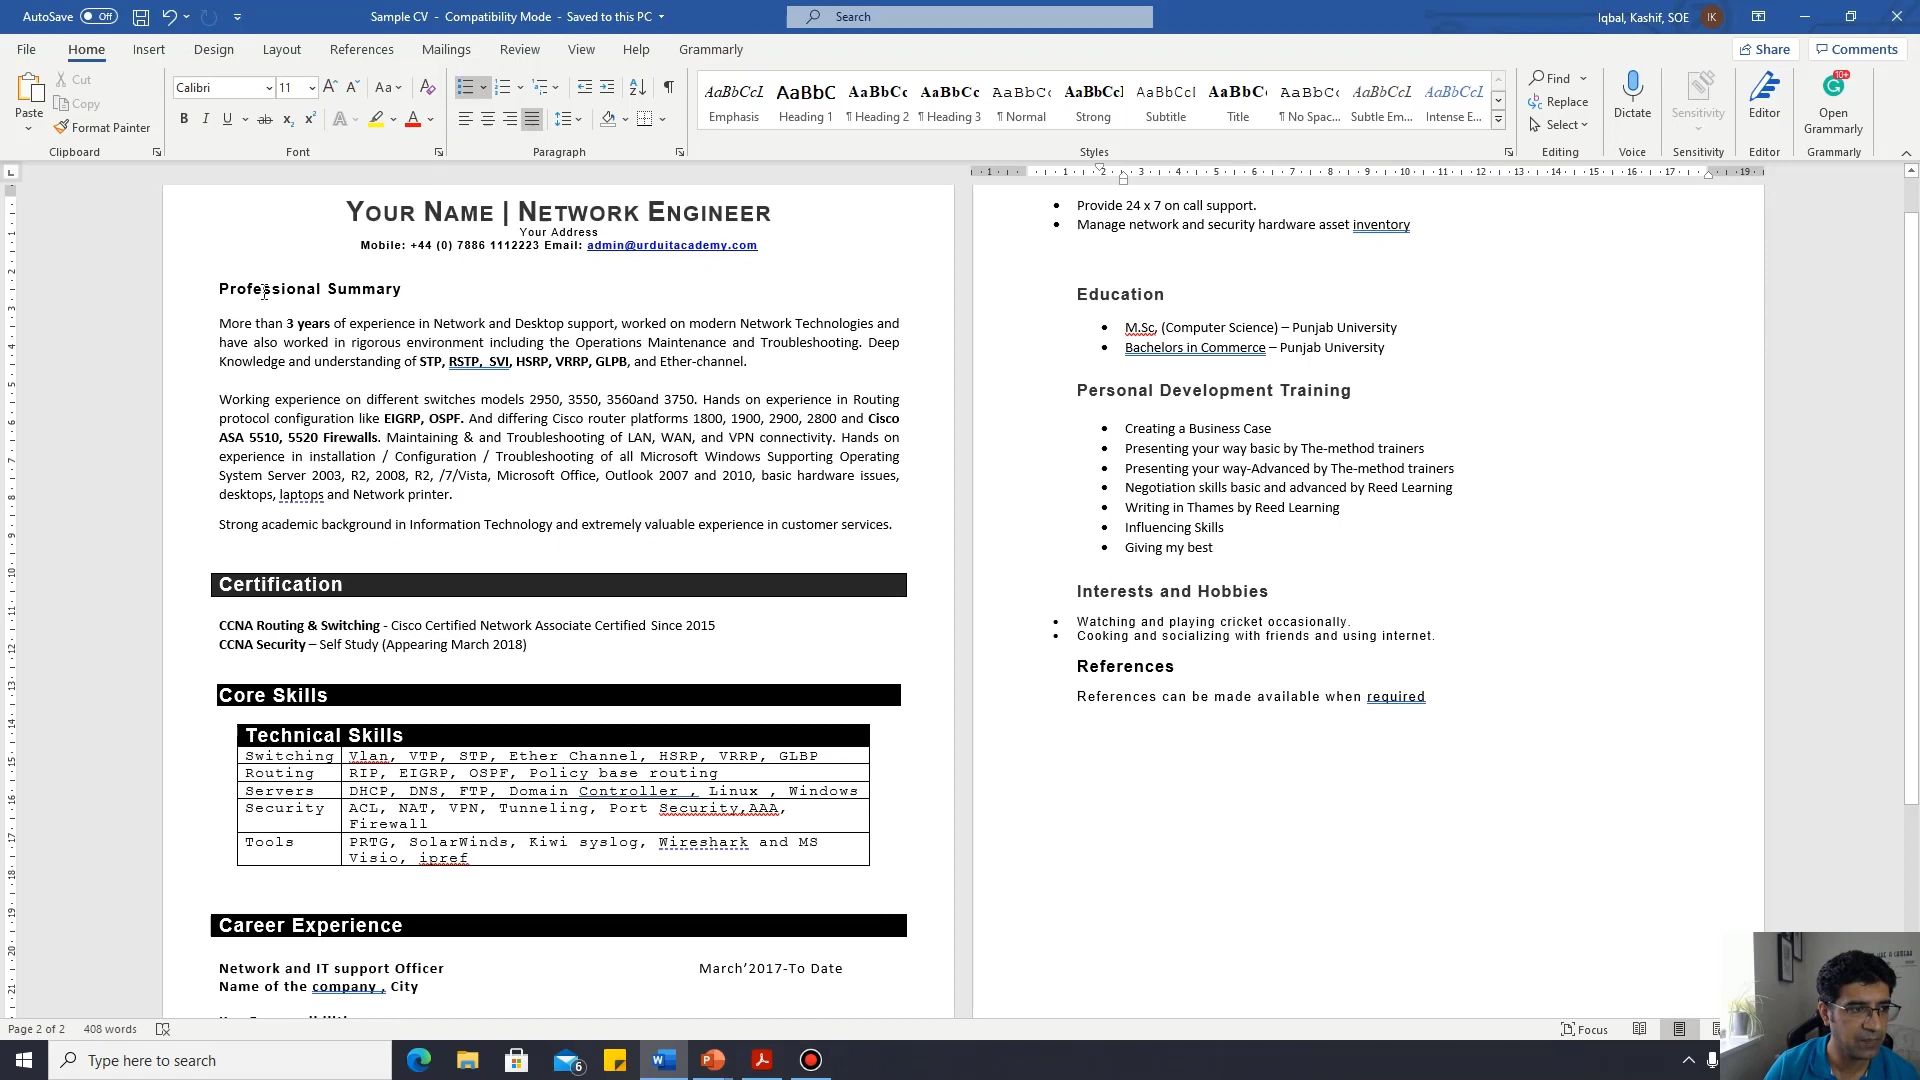 AutoSave Off
Sample CV - Compatibility Mode - Saved to this PC
Search
Iqbal, Kashif, SOE IK
File Home Insert Design Layout References Mailings Review View Help Grammarly
Share Comments
Paste
Cut
Copy
Format Painter
Clipboard
Calibri 11
Font
Paragraph
AaBbCcI AaBbC AaBbCc AaBbCc AaBbCc AaBbCcI AaBbCcI AaBbC AaBbCc AaBbCcL AaBbCcL
Emphasis Heading 1 ¶ Heading 2 ¶ Heading 3 ¶ Normal Strong Subtitle Title ¶ No Spac... Subtle Em... Intense E...
Styles
Find
Replace
Select
Editing
Dictate
Voice
Sensitivity
Sensitivity
Editor
Editor
10+
Open
Grammarly
Grammarly
YOUR NAME | NETWORK ENGINEER
Your Address
Mobile: +44 (0) 7886 1112223 Email: admin@urduitacademy.com
Professional Summary
More than 3 years of experience in Network and Desktop support, worked on modern Network Technologies and
have also worked in rigorous environment including the Operations Maintenance and Troubleshooting. Deep
Knowledge and understanding of STP, RSTP, SVI, HSRP, VRRP, GLPB, and Ether-channel.
Working experience on different switches models 2950, 3550, 3560and 3750. Hands on experience in Routing
protocol configuration like EIGRP, OSPF. And differing Cisco router platforms 1800, 1900, 2900, 2800 and Cisco
ASA 5510, 5520 Firewalls. Maintaining & and Troubleshooting of LAN, WAN, and VPN connectivity. Hands on
experience in installation / Configuration / Troubleshooting of all Microsoft Windows Supporting Operating
System Server 2003, R2, 2008, R2, /7/Vista, Microsoft Office, Outlook 2007 and 2010, basic hardware issues,
desktops, laptops and Network printer.
Strong academic background in Information Technology and extremely valuable experience in customer services.
Certification
CCNA Routing & Switching - Cisco Certified Network Associate Certified Since 2015
CCNA Security – Self Study (Appearing March 2018)
Core Skills
Technical Skills
Switching Vlan, VTP, STP, Ether Channel, HSRP, VRRP, GLBP
Routing RIP, EIGRP, OSPF, Policy base routing
Servers DHCP, DNS, FTP, Domain Controller , Linux , Windows
Security ACL, NAT, VPN, Tunneling, Port Security,AAA,
Firewall
Tools PRTG, SolarWinds, Kiwi syslog, Wireshark and MS
Visio, ipref
Career Experience
Network and IT support Officer March’2017-To Date
Name of the company , City
• Provide 24 x 7 on call support.
• Manage network and security hardware asset inventory
Education
• M.Sc, (Computer Science) – Punjab University
• Bachelors in Commerce – Punjab University
Personal Development Training
• Creating a Business Case
• Presenting your way basic by The-method trainers
• Presenting your way-Advanced by The-method trainers
• Negotiation skills basic and advanced by Reed Learning
• Writing in Thames by Reed Learning
• Influencing Skills
• Giving my best
Interests and Hobbies
• Watching and playing cricket occasionally.
• Cooking and socializing with friends and using internet.
References
References can be made available when required
Page 2 of 2 408 words
Focus
Type here to search
6